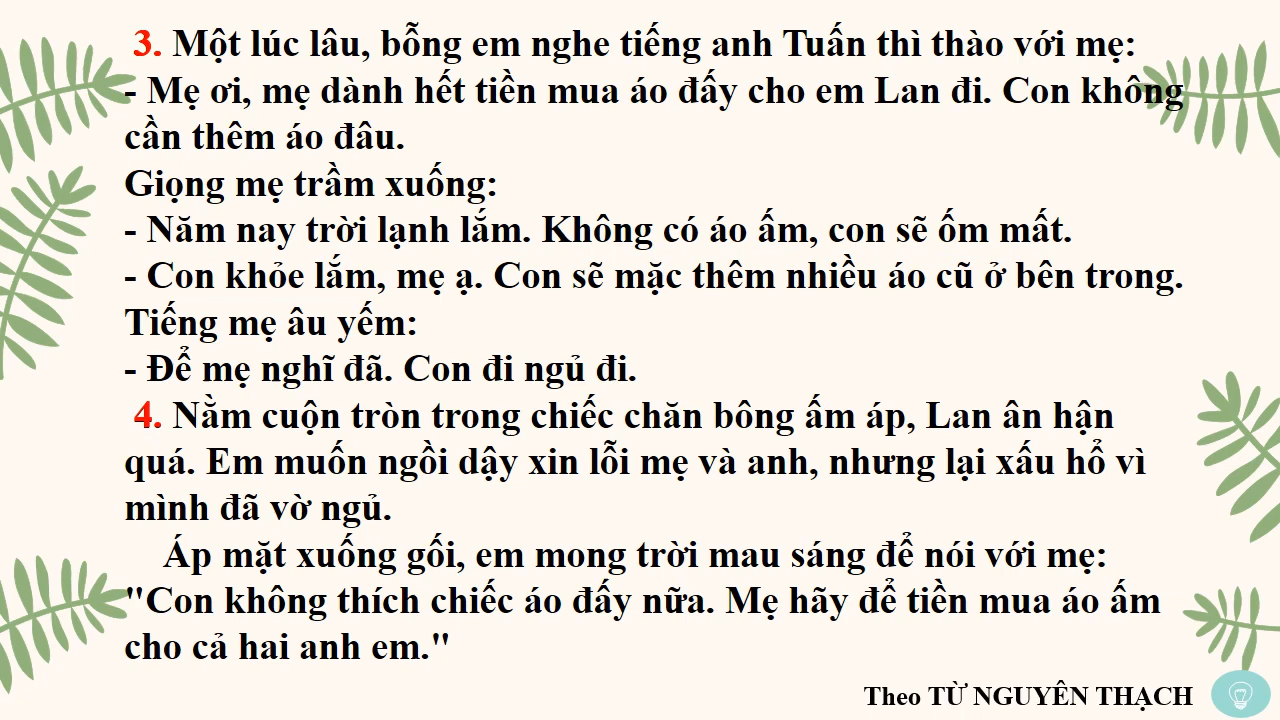 3. Một lúc lâu, bỗng em nghe tiếng anh Tuấn thì thào với mẹ:
- Mẹ ơi, mẹ dành hết tiền mua áo đấy cho em Lan đi. Con không
cần thêm áo đâu.
Giọng mẹ trầm xuống:
- Năm nay trời lạnh lắm. Không có áo ấm, con sẽ ốm mất.
- Con khỏe lắm, mẹ ạ. Con sẽ mặc thêm nhiều áo cũ ở bên trong.
Tiếng mẹ âu yếm:
- Để mẹ nghĩ đã. Con đi ngủ đi.
4. Nằm cuộn tròn trong chiếc chăn bông ấm áp, Lan ân hận
quá. Em muốn ngồi dậy xin lỗi mẹ và anh, nhưng lại xấu hổ vì
mình đã vờ ngủ.
Áp mặt xuống gối, em mong trời mau sáng để nói với mẹ:
"Con không thích chiếc áo đấy nữa. Mẹ hãy để tiền mua áo ấm
cho cả hai anh em."
Theo TỪ NGUYÊN THẠCH